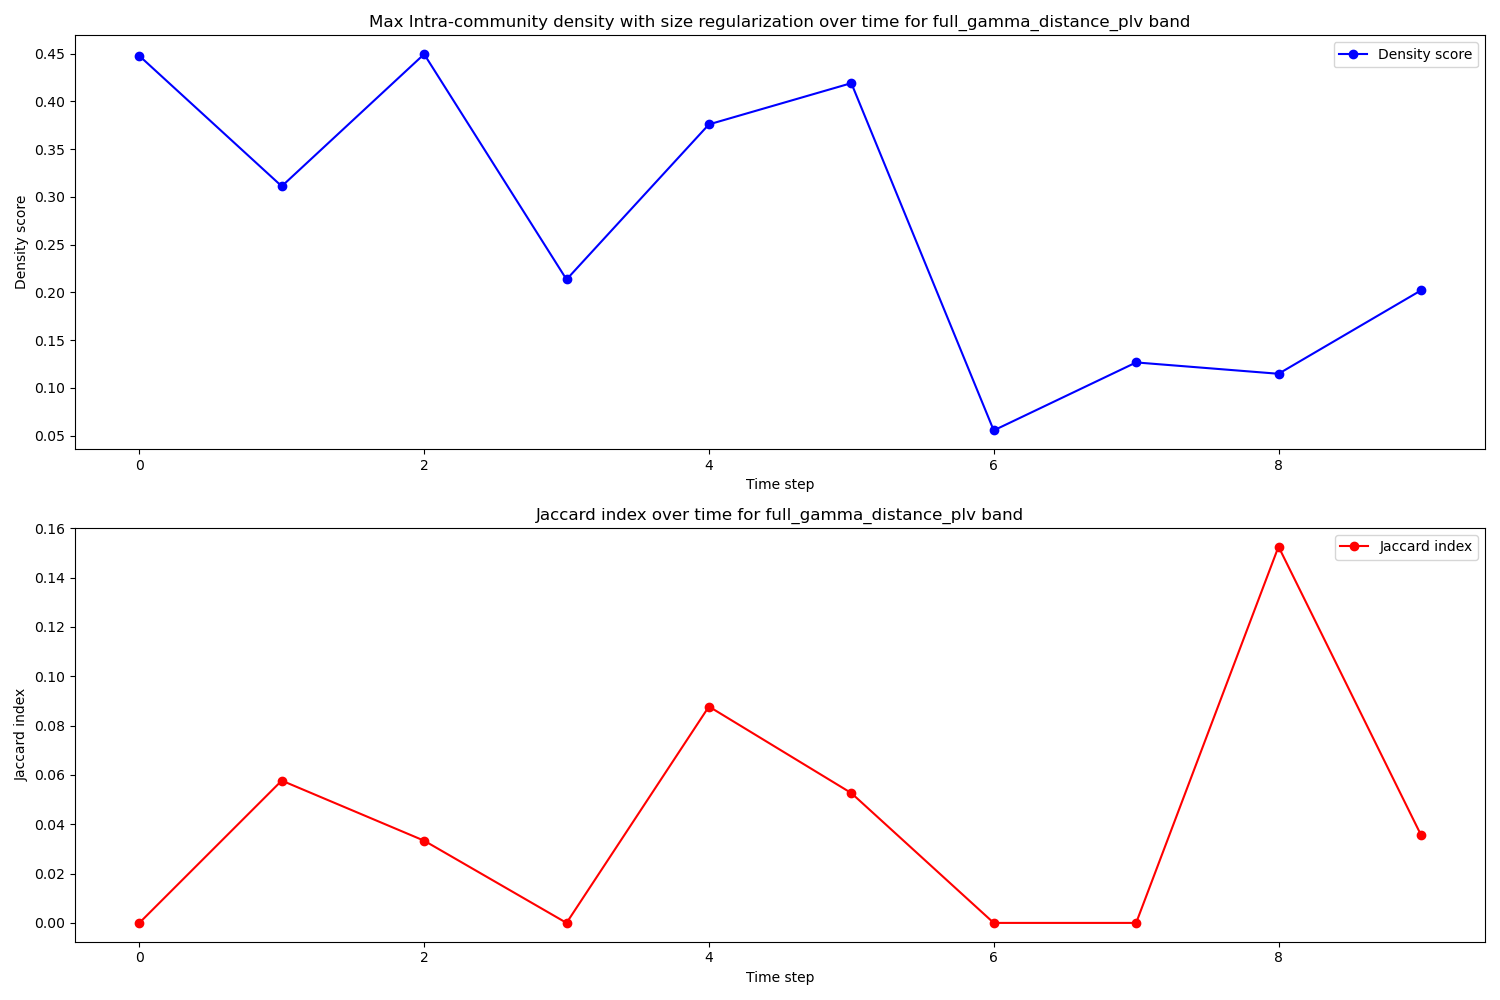 Max Intra-community density with size regularization over time for full_gamma_distance_plv band
Density score
0.45
0.40
0.35
0.30
0.25
0.20
0.15
0.10
0.05
Density score
0 2 4 6 8
Time step
Jaccard index over time for full_gamma_distance_plv band
Jaccard index
0.16
0.14
0.12
0.10
0.08
0.06
0.04
0.02
0.00
Jaccard index
0 2 4 6 8
Time step